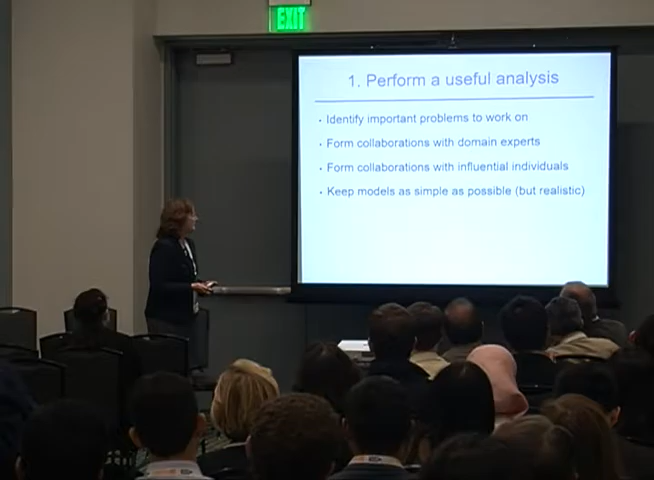 EXIT
1. Perform a useful analysis
· Identify important problems to work on
· Form collaborations with domain experts
· Form collaborations with influential individuals
· Keep models as simple as possible (but realistic)